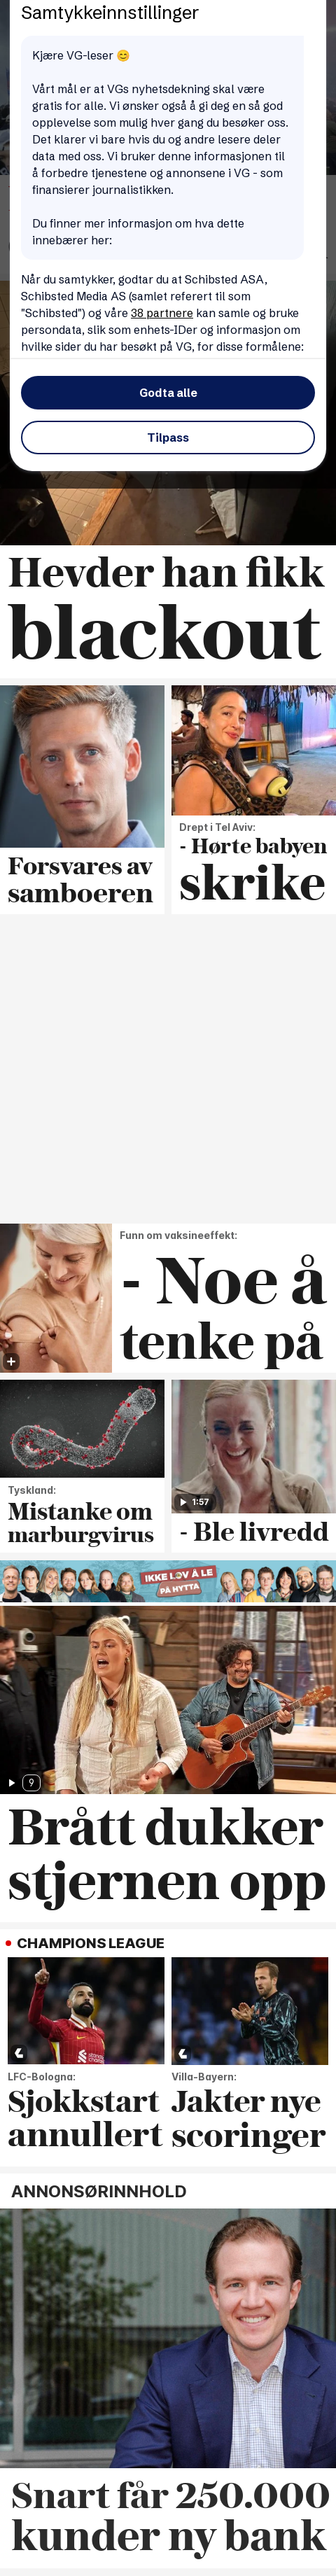 Samtykkeinnstillinger
Kjære VG-leser 😊
Vårt mål er at VGs nyhetsdekning skal være
gratis for alle. Vi ønsker også å gi deg en så god
opplevelse som mulig hver gang du besøker oss.
Det klarer vi bare hvis du og andre lesere deler
data med oss. Vi bruker denne informasjonen til
å forbedre tjenestene og annonsene i VG - som
finansierer journalistikken.
Du finner mer informasjon om hva dette
innebærer her:
Når du samtykker, godtar du at Schibsted ASA,
Schibsted Media AS (samlet referert til som
"Schibsted") og våre 38 partnere kan samle og bruke
persondata, slik som enhets-IDer og informasjon om
hvilke sider du har besøkt på VG, for disse formålene:
Godta alle
Tilpass
Hevder han fikk
blackout
Forsvares av
samboeren
Drept i Tel Aviv:
- Hørte babyen
skrike
Funn om vaksineeffekt:
- Noe å
tenke på
Tyskland:
Mistanke om
marburgvirus
1:57
- Ble livredd
IKKE LOV Å LE
PÅ HYTTA
9
Brått dukker
stjernen opp
CHAMPIONS LEAGUE
LFC-Bologna:
Sjokkstart
annullert
Villa-Bayern:
Jakter nye
scoringer
ANNONSØRINNHOLD
Snart får 250.000
kunder ny bank